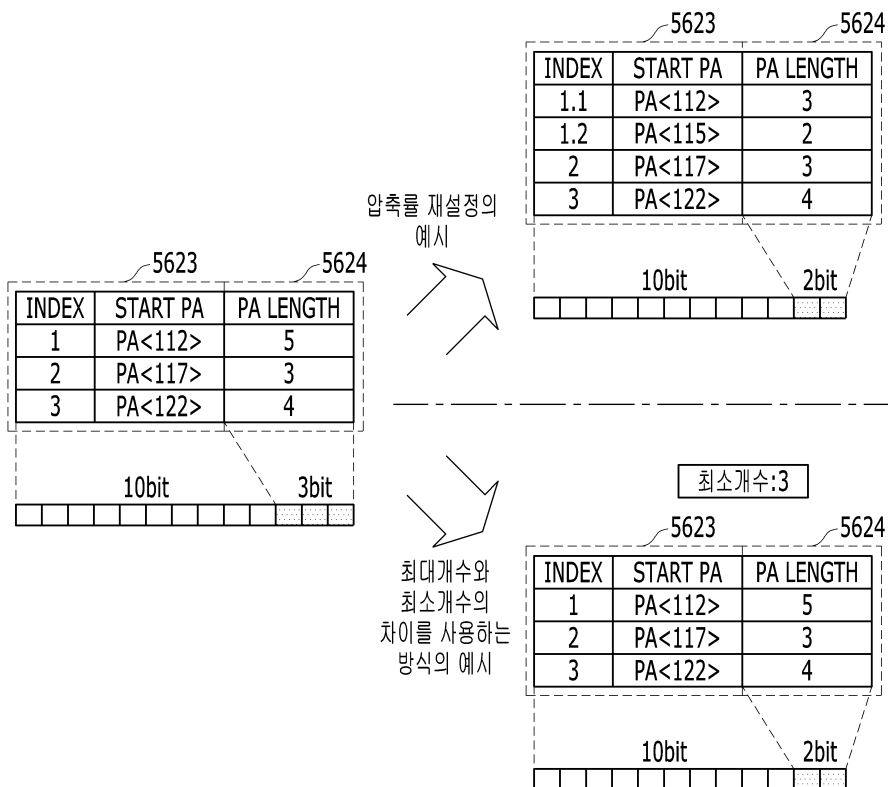 5623 5624
INDEX START PA PA LENGTH
1.1 PA<112> 3
1.2 PA<115> 2
2 PA<117> 3
3 PA<122> 4
10bit 2bit
압축률 재설정의
예시
5623 5624
INDEX START PA PA LENGTH
1 PA<112> 5
2 PA<117> 3
3 PA<122> 4
10bit 3bit
최대개수와
최소개수의
차이를 사용하는
방식의 예시
최소개수:3
5623 5624
INDEX START PA PA LENGTH
1 PA<112> 5
2 PA<117> 3
3 PA<122> 4
10bit 2bit